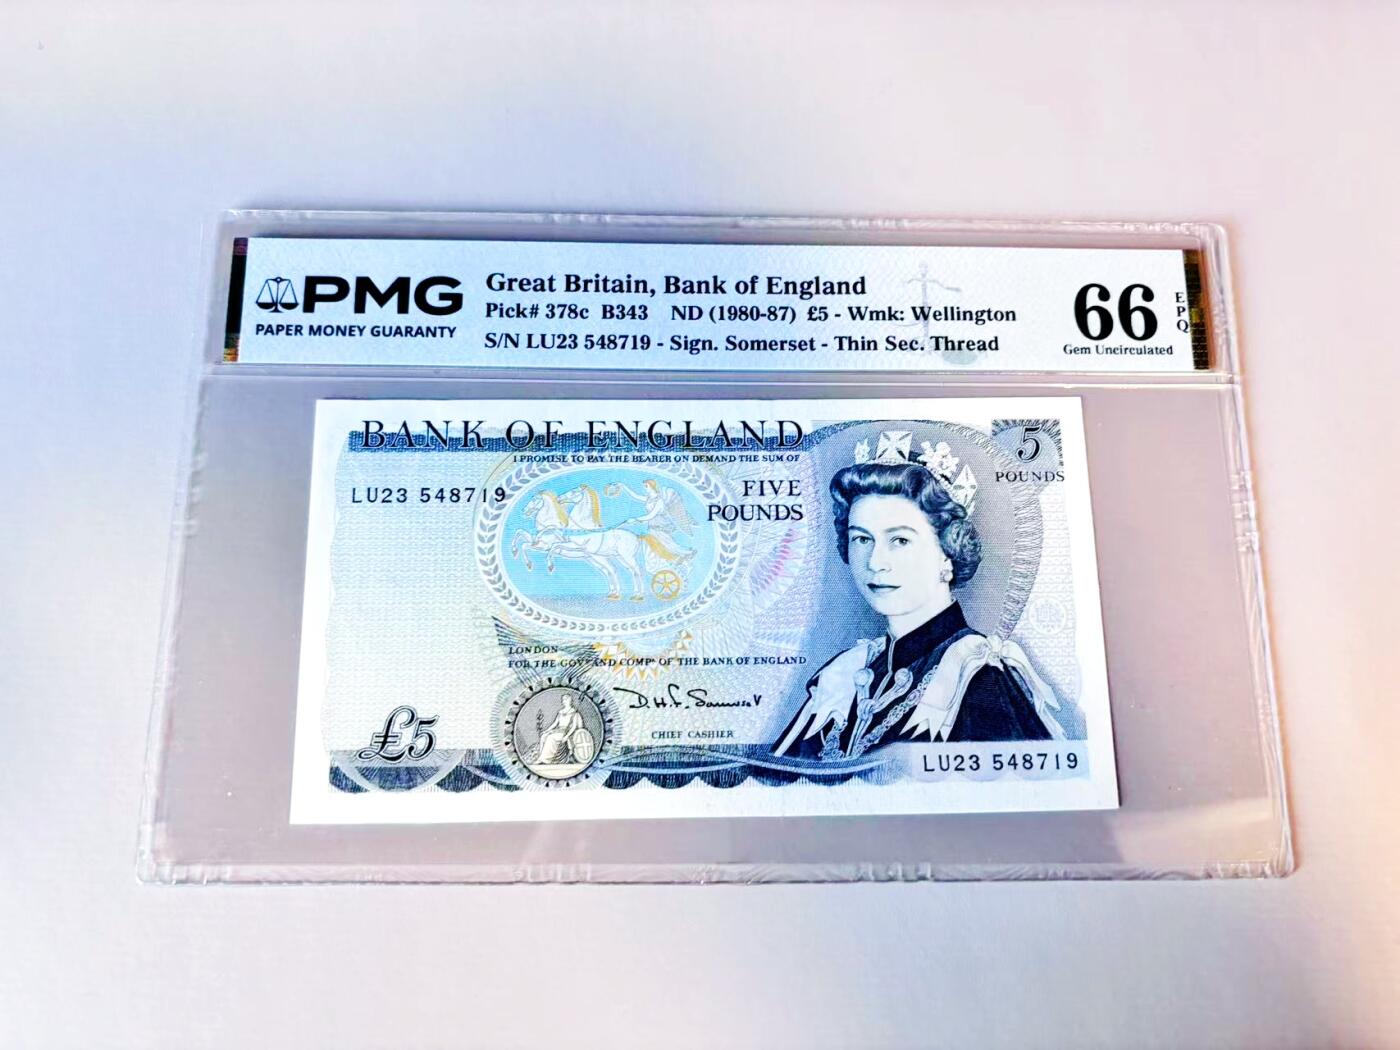 PMG
PAPER MONEY GUARANTY
Great Britain, Bank of England
Pick# 378c B343 ND (1980-87) £5 - Wmk: Wellington
S/N LU23 548719 - Sign. Somerset - Thin Sec. Thread
66
EPQ
Gem Uncirculated
BANK OF ENGLAND
I PROMISE TO PAY THE BEARER ON DEMAND THE SUM OF
5
POUNDS
LU23 548719
FIVE
POUNDS
LONDON
FOR THE GOVR AND COMPA OF THE BANK OF ENGLAND
D.H.F. Somerset
CHIEF CASHIER
£5
LU23 548719